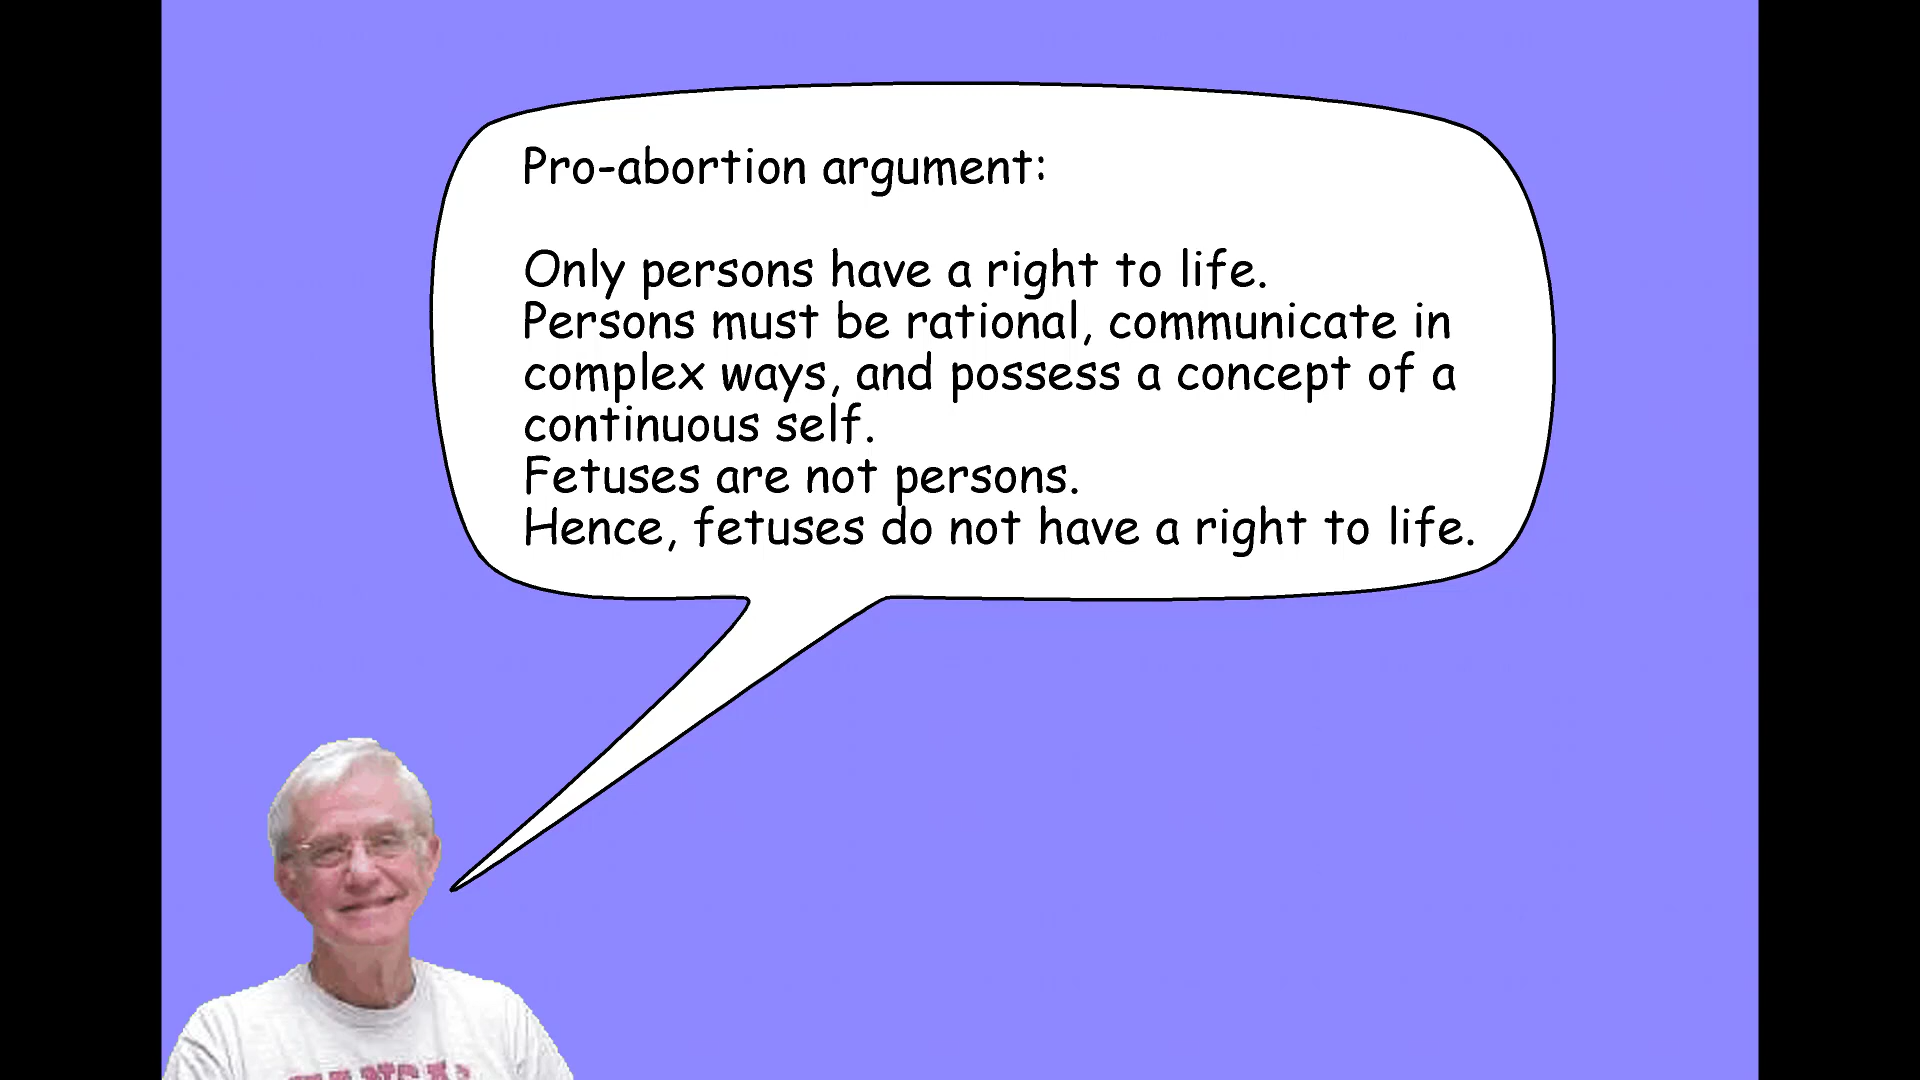 Pro-abortion argument:
Only persons have a right to life.
Persons must be rational, communicate in
complex ways, and possess a concept of a
continuous self.
Fetuses are not persons.
Hence, fetuses do not have a right to life.